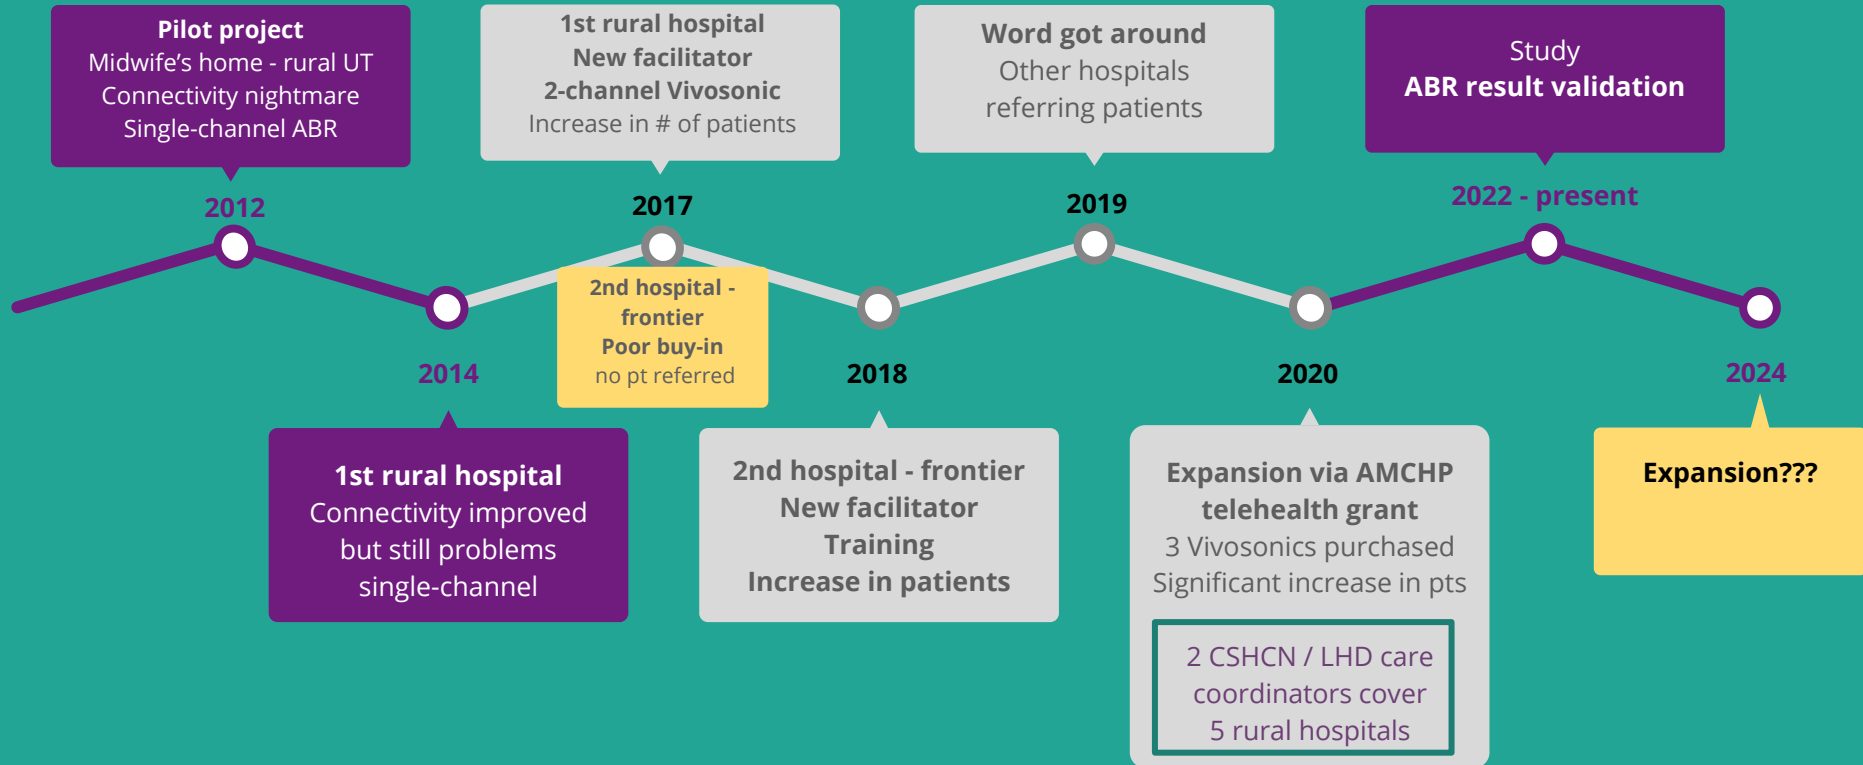 Pilot project
Midwife's home - rural UT
Connectivity nightmare
Single-channel ABR
2012
1st rural hospital
Connectivity improved
but still problems
single-channel
2014
1st rural hospital
New facilitator
2-channel Vivosonic
Increase in # of patients
2017
2nd hospital -
frontier
Poor buy-in
no pt referred
2018
2nd hospital - frontier
New facilitator
Training
Increase in patients
Word got around
Other hospitals
referring patients
2019
2020
Expansion via AMCHP
telehealth grant
3 Vivosonics purchased
Significant increase in pts
2 CSHCN / LHD care
coordinators cover
5 rural hospitals
Study
ABR result validation
2022 - present
2024
Expansion???